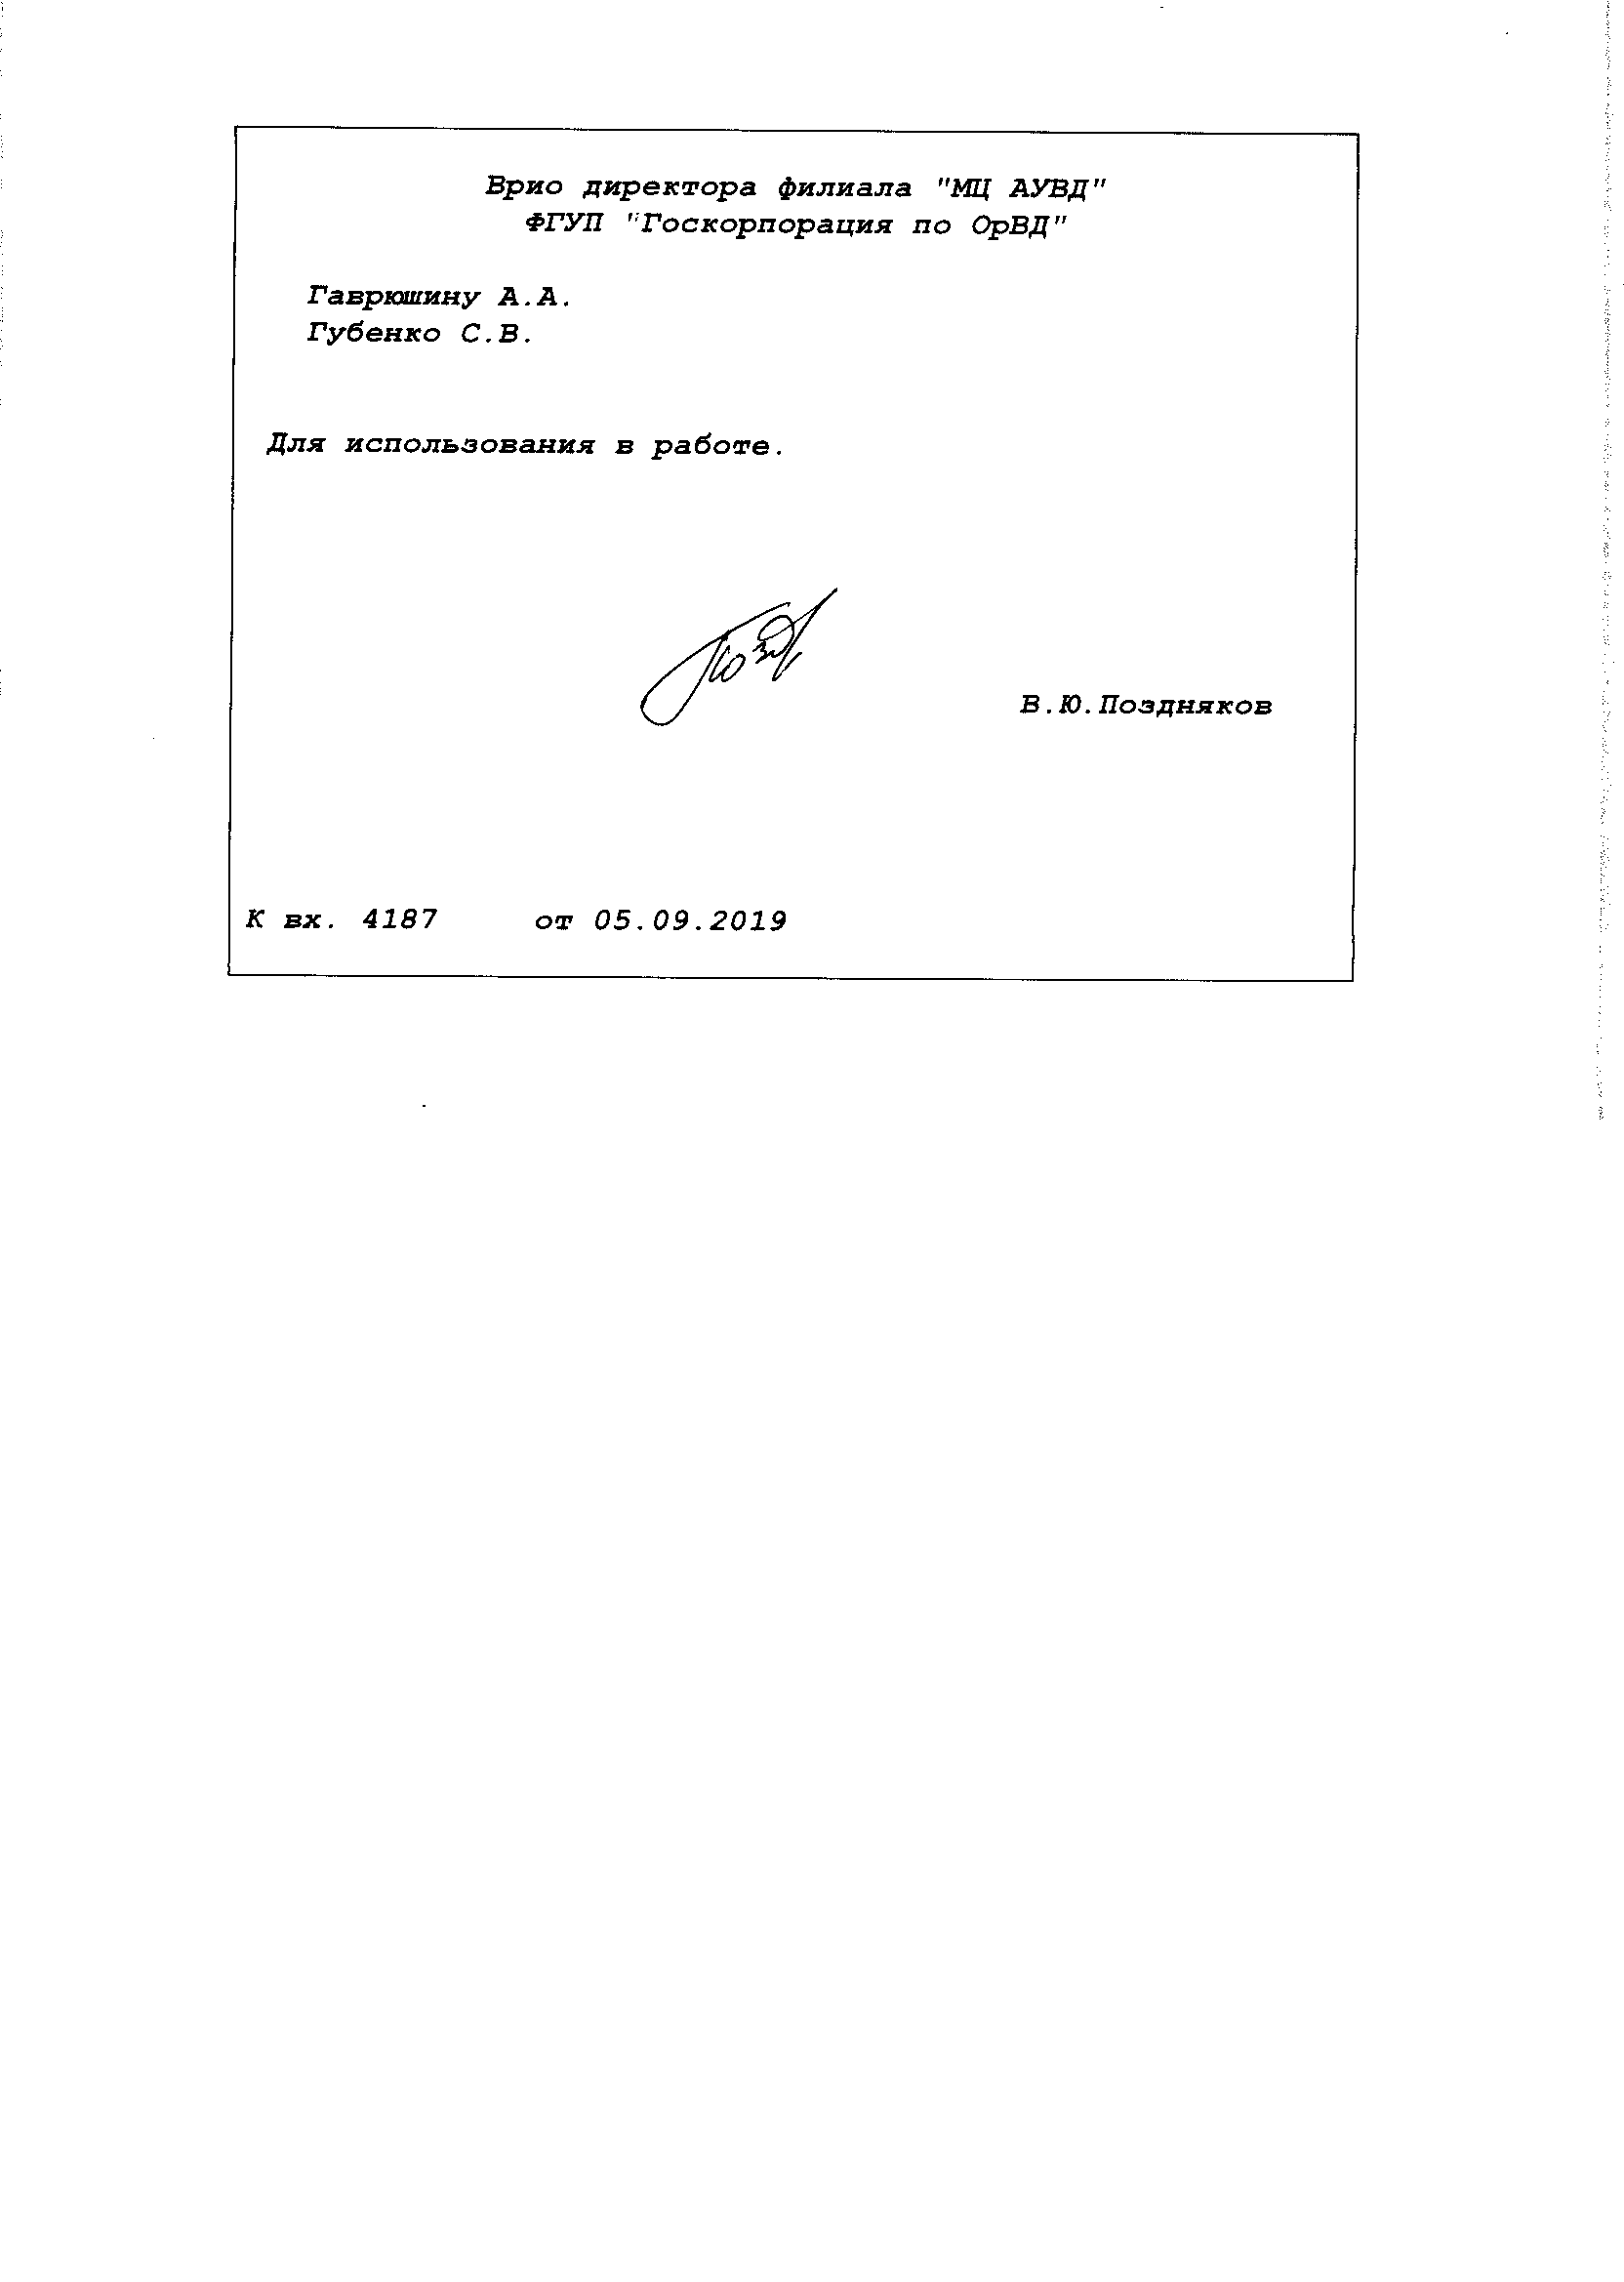 Врио директора филиала "МЦ АУВД"
ФГУП "Госкорпорация по ОрВД"
Гаврюшину А.А.
Губенко С.В.
Для использования в работе.
В.Ю.Поздняков
К вх. 4187 от 05.09.2019